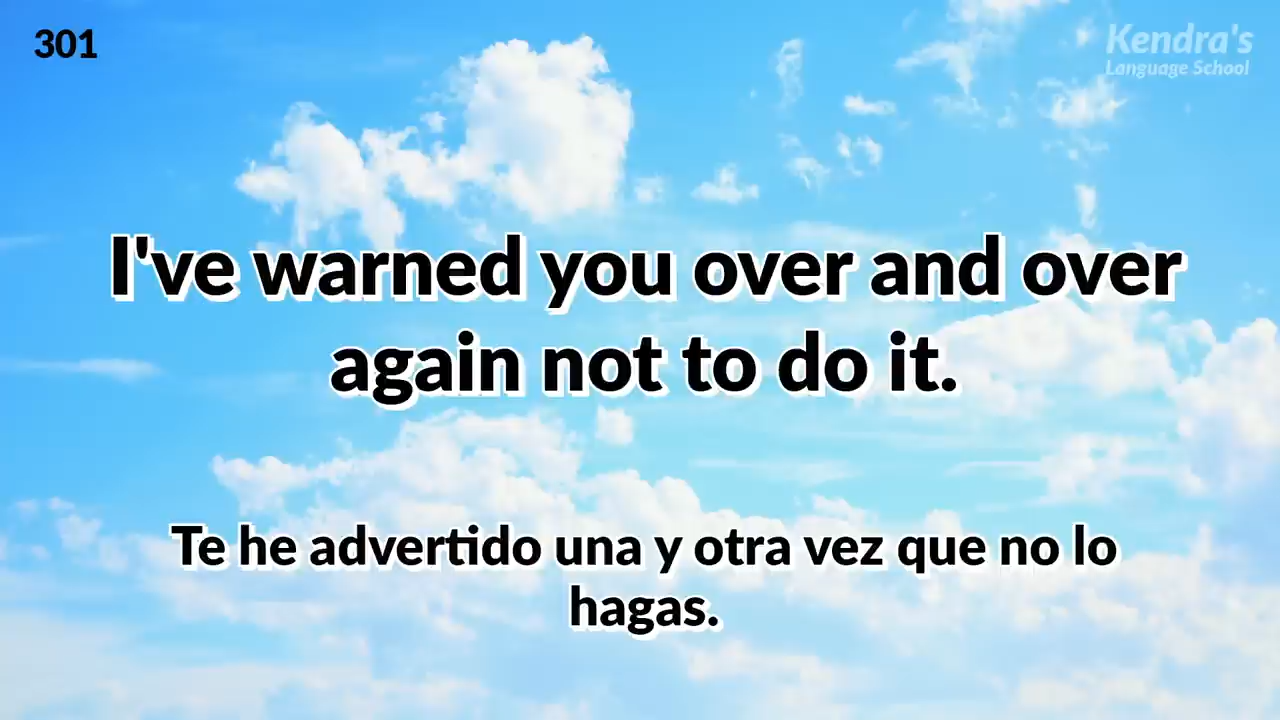 301
Kendra's
Language School
I've warned you over and over
again not to do it.
Te he advertido una y otra vez que no lo
hagas.